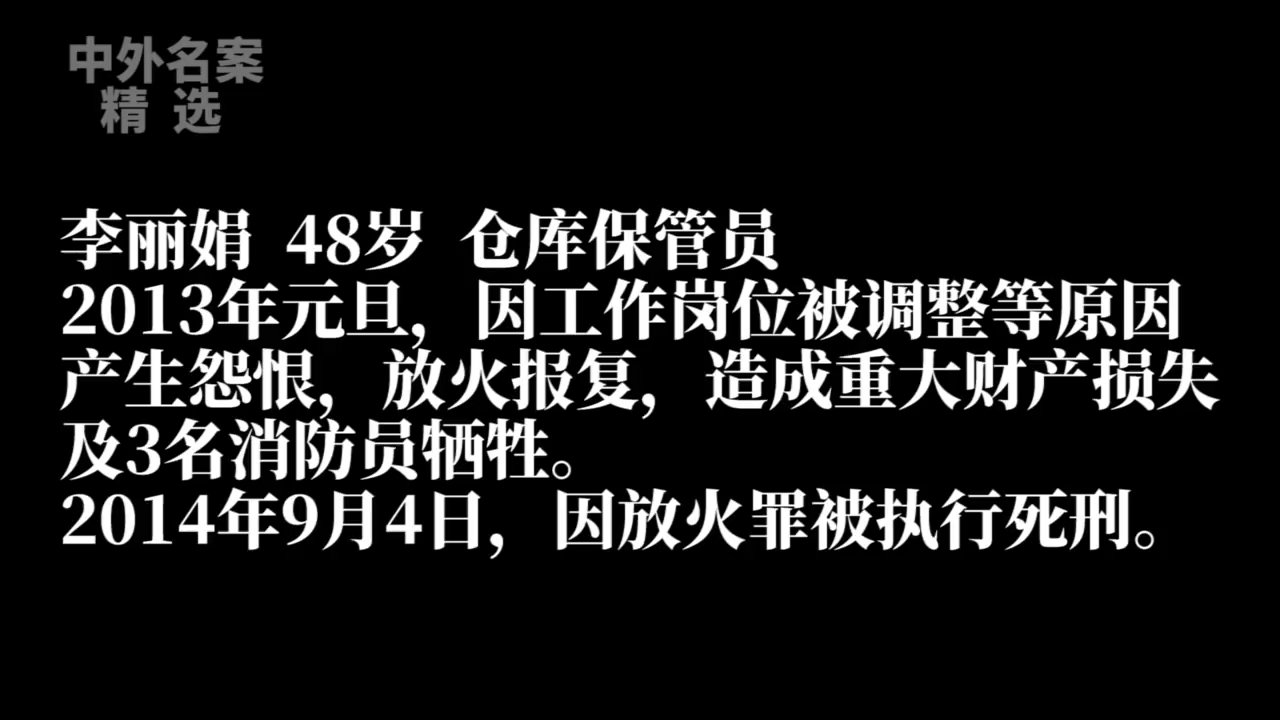 中外名案
精 选
李丽娟 48岁 仓库保管员
2013年元旦，因工作岗位被调整等原因
产生怨恨，放火报复，造成重大财产损失
及3名消防员牺牲。
2014年9月4日，因放火罪被执行死刑。